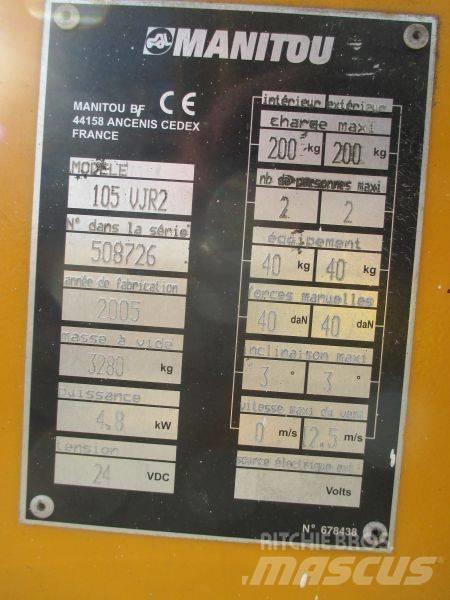 MANITOU
MANITOU BF CE
44158 ANCENIS CEDEX
FRANCE
MODELE
105 VJR2
N° dans la série
508726
année de fabrication
2005
masse à vide
3280 kg
puissance
4.8 kW
tension
24 VDC
intérieur extérieur
charge maxi
200 kg 200 kg
nb de personnes maxi
2 2
équipement
40 kg 40 kg
forces manuelles
40 daN 40 daN
inclinaison maxi
3 ° 3 °
vitesse maxi du vent
0 m/s 12.5 m/s
source électrique
Volts
N° 678438
RITCHIE BROS
MASCUS